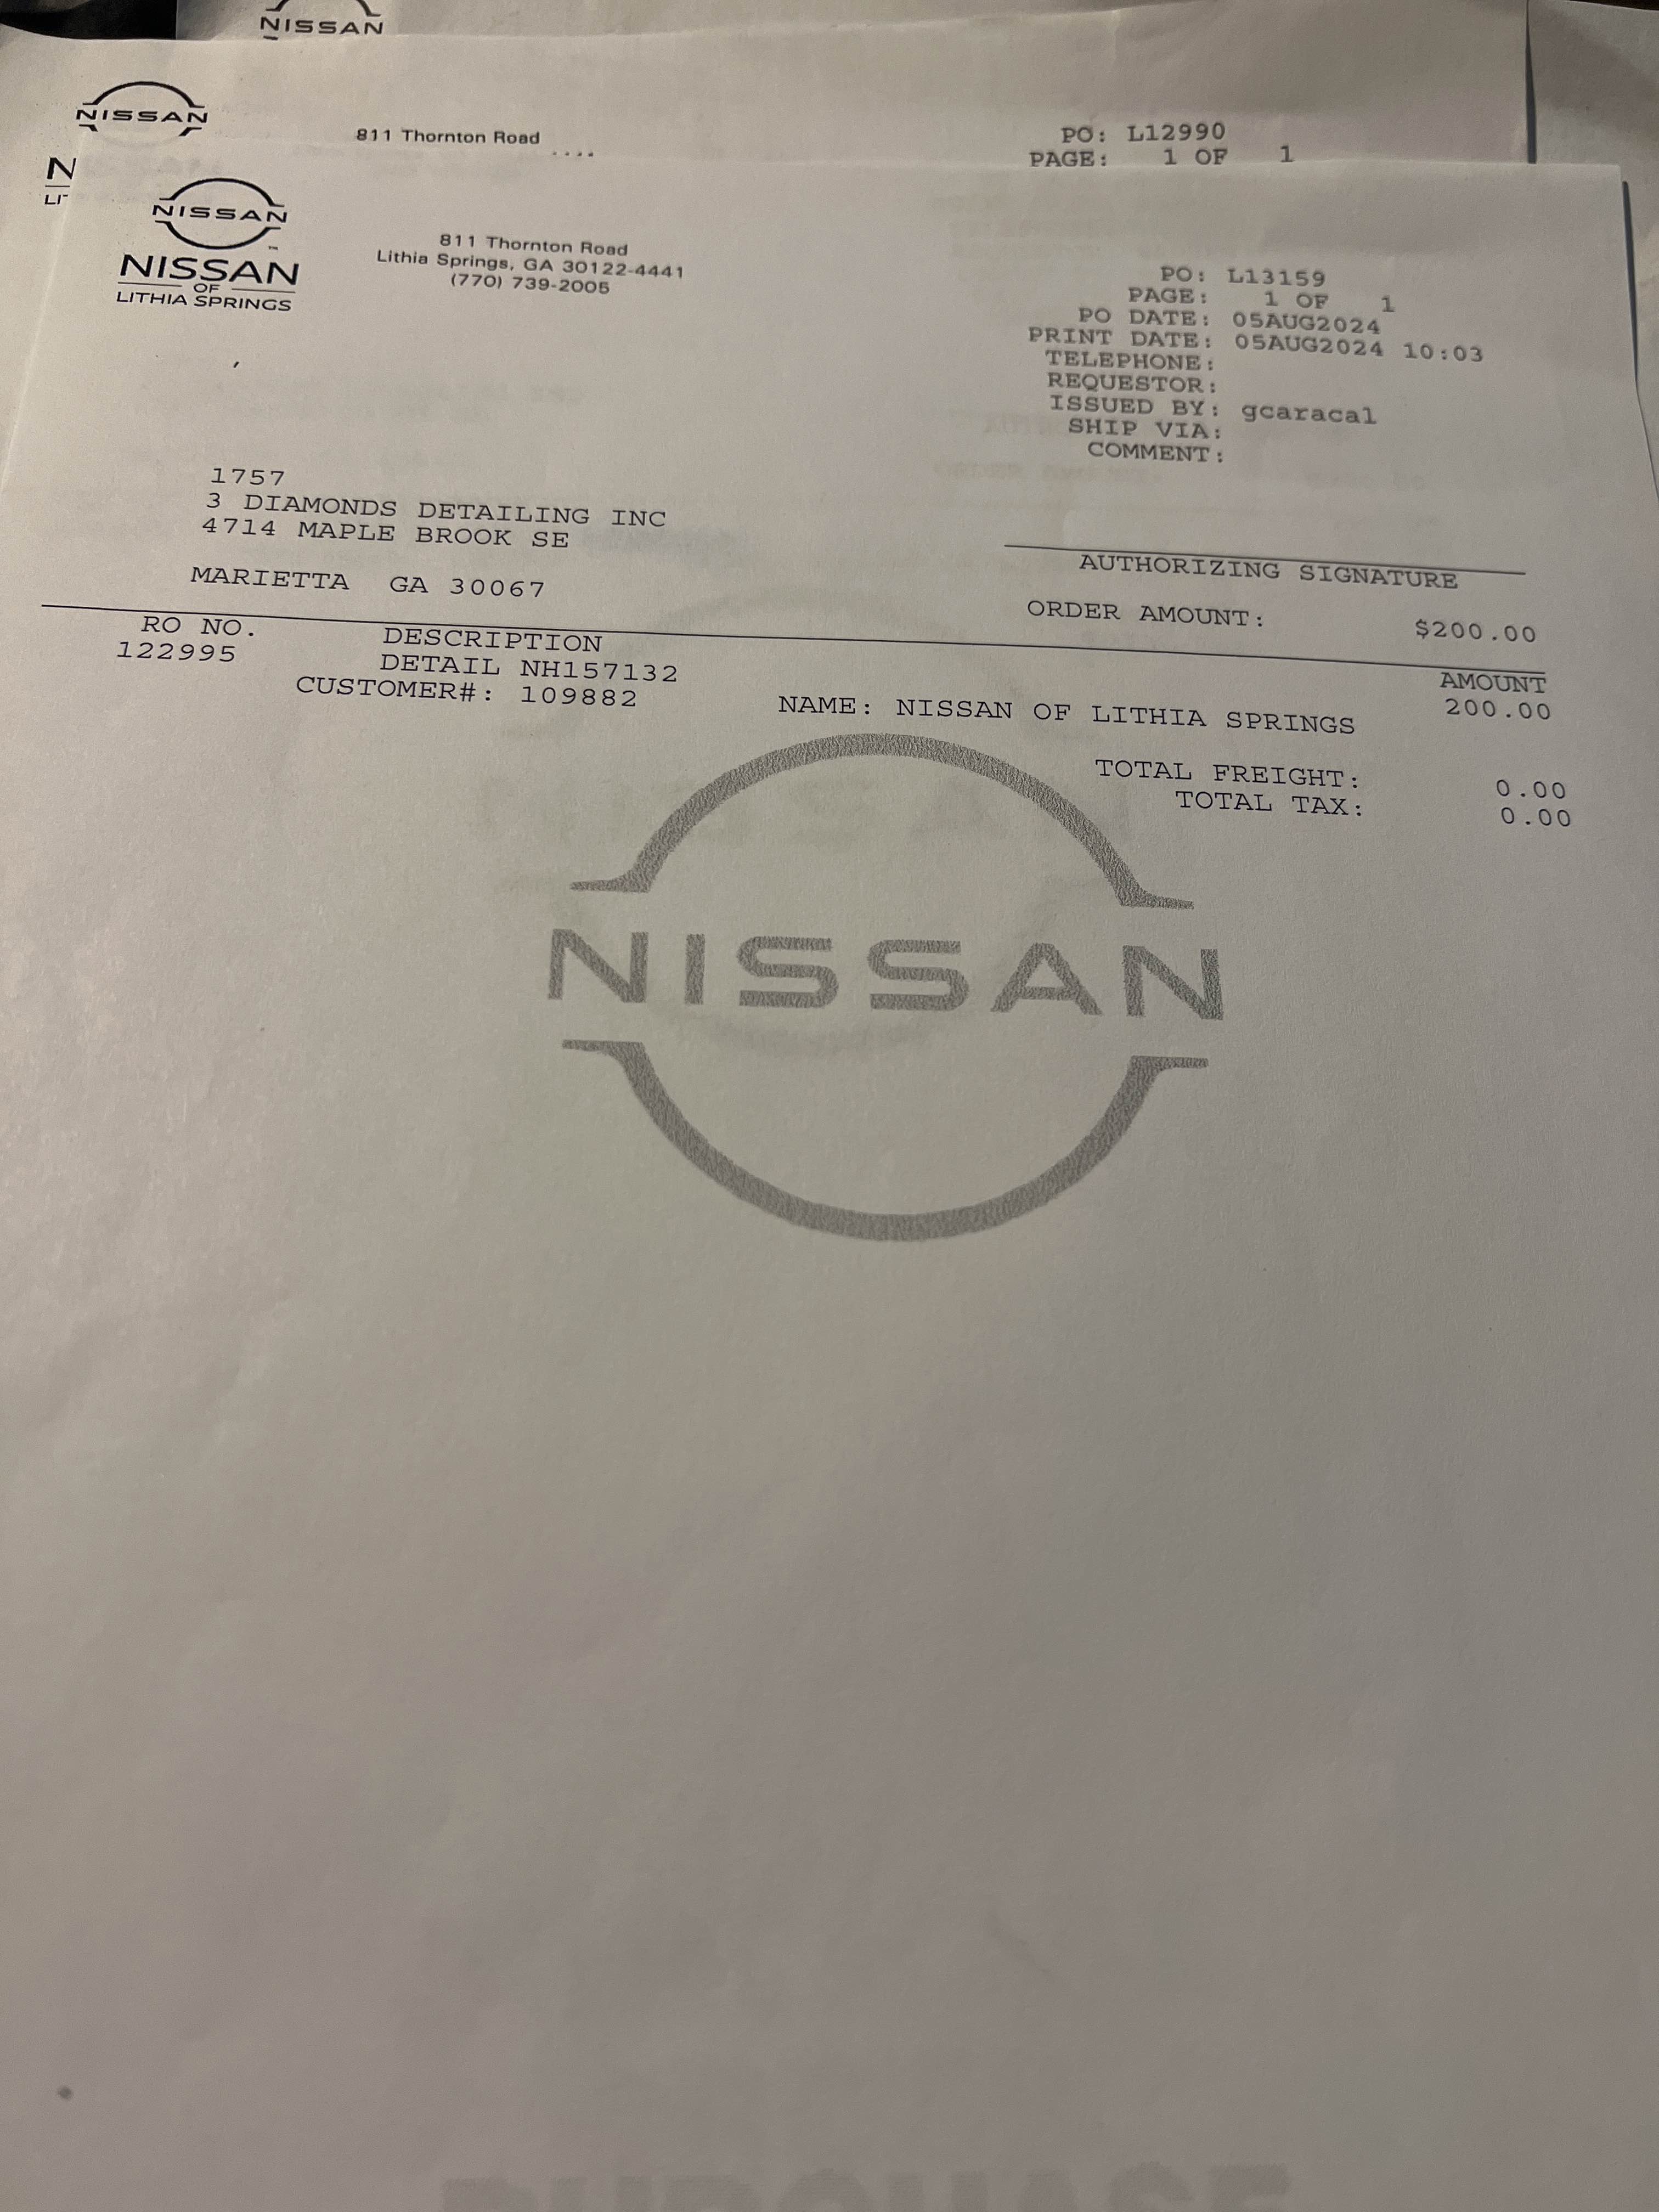 NISSAN
NISSAN
811 Thornton Road
PO: L12990
PAGE: 1 OF 1
N
NISSAN
NISSAN
OF
LITHIA SPRINGS
811 Thornton Road
Lithia Springs, GA 30122-4441
(770) 739-2005
PO: L13159
PAGE: 1 OF 1
PO DATE: 05AUG2024
PRINT DATE: 05AUG2024 10:03
TELEPHONE:
REQUESTOR:
ISSUED BY: gcaracal
SHIP VIA:
COMMENT:
1757
3 DIAMONDS DETAILING INC
4714 MAPLE BROOK SE
MARIETTA GA 30067
AUTHORIZING SIGNATURE
ORDER AMOUNT: $200.00
RO NO. DESCRIPTION AMOUNT
122995 DETAIL NH157132 200.00
CUSTOMER#: 109882 NAME: NISSAN OF LITHIA SPRINGS
TOTAL FREIGHT: 0.00
TOTAL TAX: 0.00
NISSAN
PURCHASE